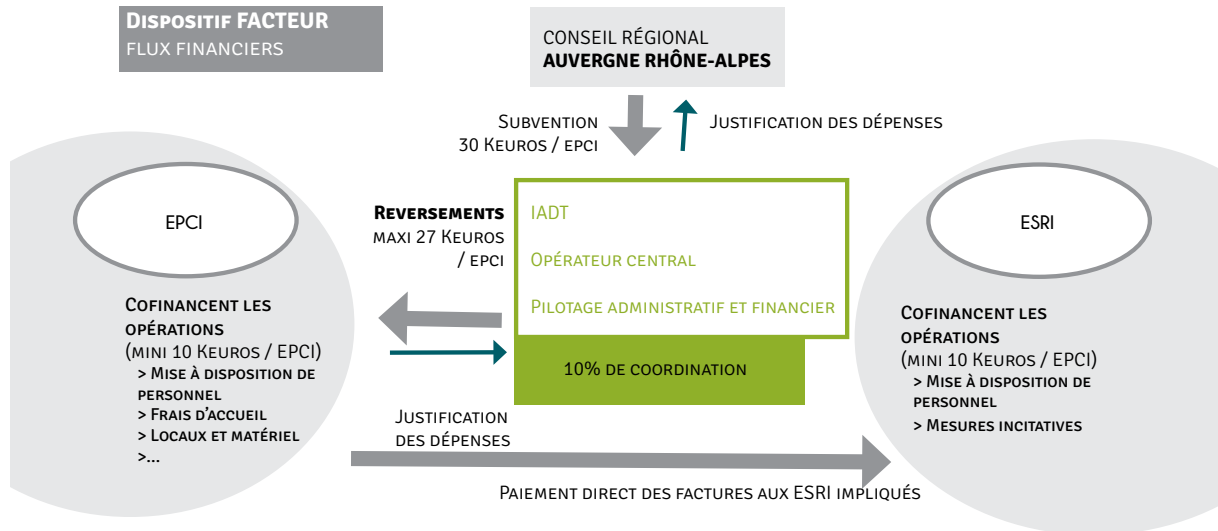 Dispositif FACTEUR
FLUX FINANCIERS
CONSEIL RÉGIONAL
AUVERGNE RHÔNE-ALPES
Subvention
30 Keuros / epci
Justification des dépenses
EPCI
Reversements
maxi 27 Keuros
/ epci
IADT
Opérateur central
Pilotage administratif et financier
10% de coordination
ESRI
Cofinancent les
opérations
(mini 10 Keuros / EPCI)
> Mise à disposition de
personnel
> Frais d'accueil
> Locaux et matériel
>...
Cofinancent les
opérations
(mini 10 Keuros / EPCI)
> Mise à disposition de
personnel
> Mesures incitatives
Justification
des dépenses
Paiement direct des factures aux ESRI impliqués